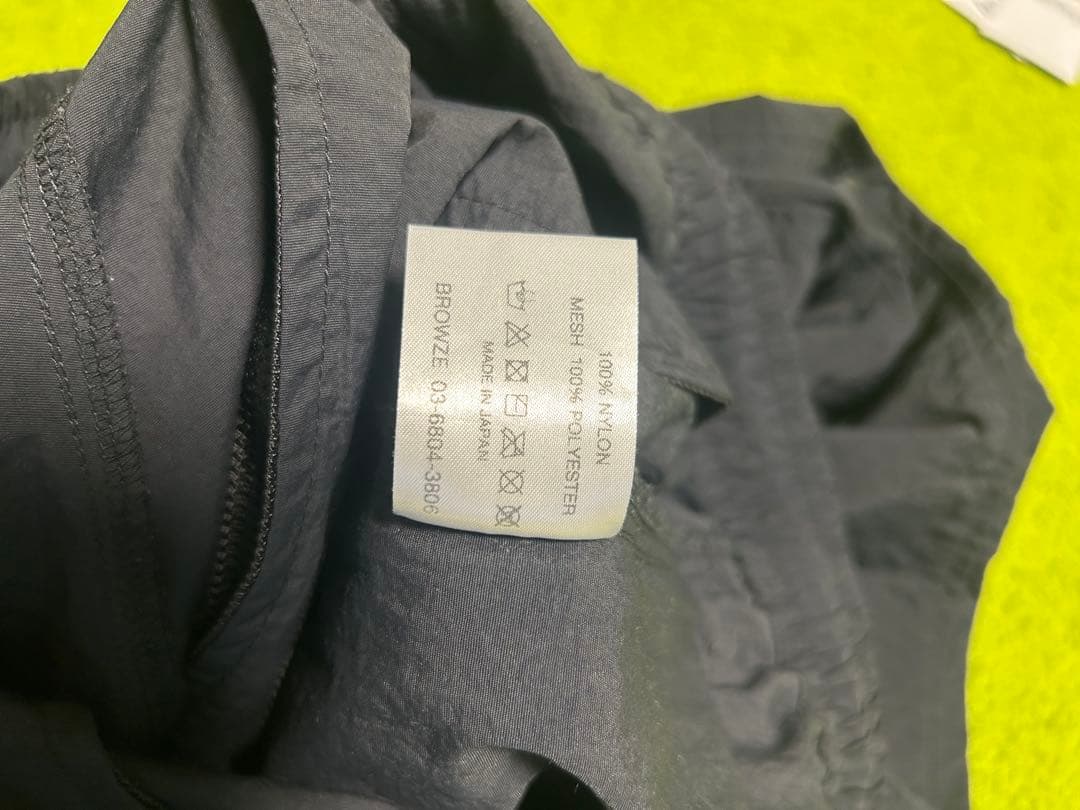 100% NYLON
MESH 100% POLYESTER
MADE IN JAPAN
BROWZE 03-6804-3806